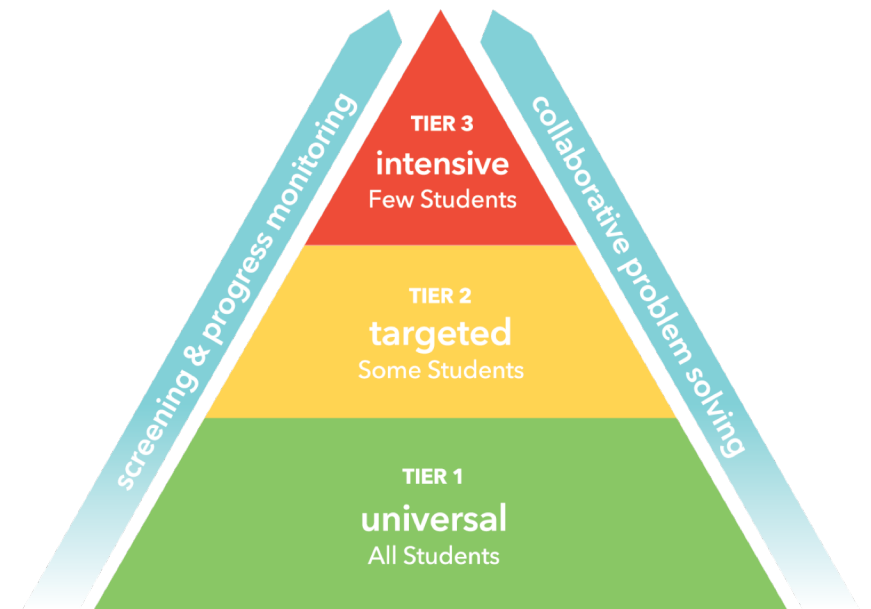 screening & progress monitoring
collaborative problem solving
TIER 3
intensive
Few Students
TIER 2
targeted
Some Students
TIER 1
universal
All Students